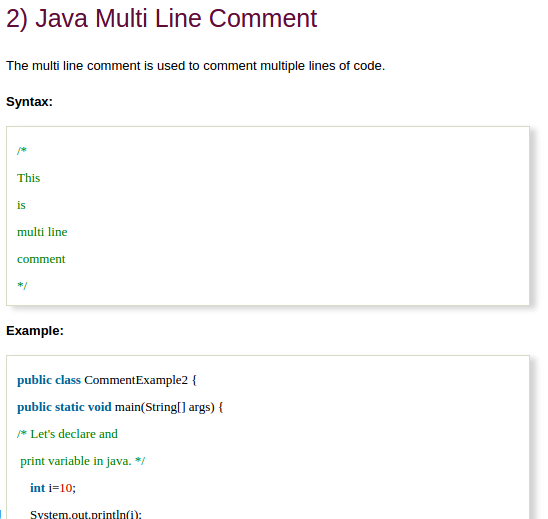 2) Java Multi Line Comment
The multi line comment is used to comment multiple lines of code.
Syntax:
/*
This
is
multi line
comment
*/
Example:
public class CommentExample2 {
public static void main(String[] args) {
/* Let's declare and
print variable in java. */
int i=10;
System.out.println(i);